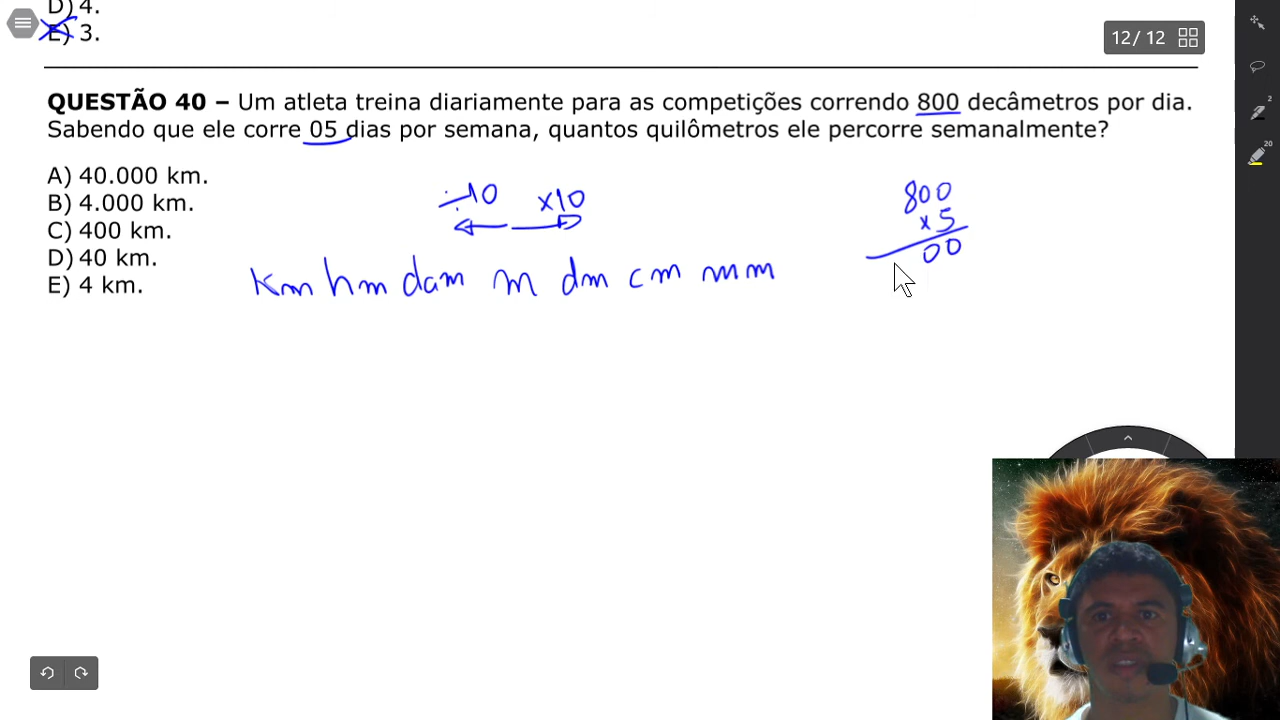 D) 4.
E) 3.
12/ 12
QUESTÃO 40 – Um atleta treina diariamente para as competições correndo 800 decâmetros por dia.
Sabendo que ele corre 05 dias por semana, quantos quilômetros ele percorre semanalmente?
A) 40.000 km.
B) 4.000 km.
C) 400 km.
D) 40 km.
E) 4 km.
÷10 x10
Km hm dam m dm cm mm
800
x5
00
2
20